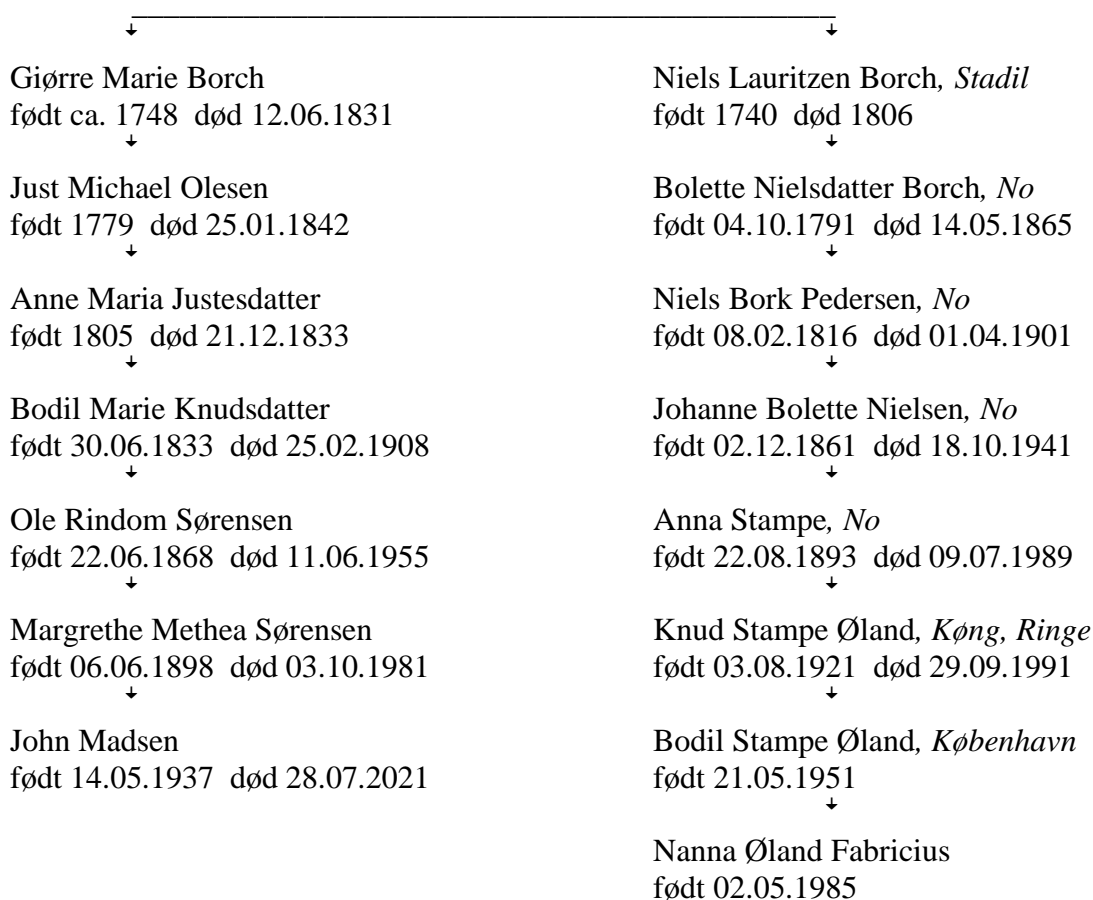 Giørre Marie Borch
født ca. 1748 død 12.06.1831
Just Michael Olesen
født 1779 død 25.01.1842
Anne Maria Justesdatter
født 1805 død 21.12.1833
Bodil Marie Knudsdatter
født 30.06.1833 død 25.02.1908
Ole Rindom Sørensen
født 22.06.1868 død 11.06.1955
Margrethe Methea Sørensen
født 06.06.1898 død 03.10.1981
John Madsen
født 14.05.1937 død 28.07.2021
Niels Lauritzen Borch, Stadil
født 1740 død 1806
Bolette Nielsdatter Borch, No
født 04.10.1791 død 14.05.1865
Niels Bork Pedersen, No
født 08.02.1816 død 01.04.1901
Johanne Bolette Nielsen, No
født 02.12.1861 død 18.10.1941
Anna Stampe, No
født 22.08.1893 død 09.07.1989
Knud Stampe Øland, Køng, Ringe
født 03.08.1921 død 29.09.1991
Bodil Stampe Øland, København
født 21.05.1951
Nanna Øland Fabricius
født 02.05.1985